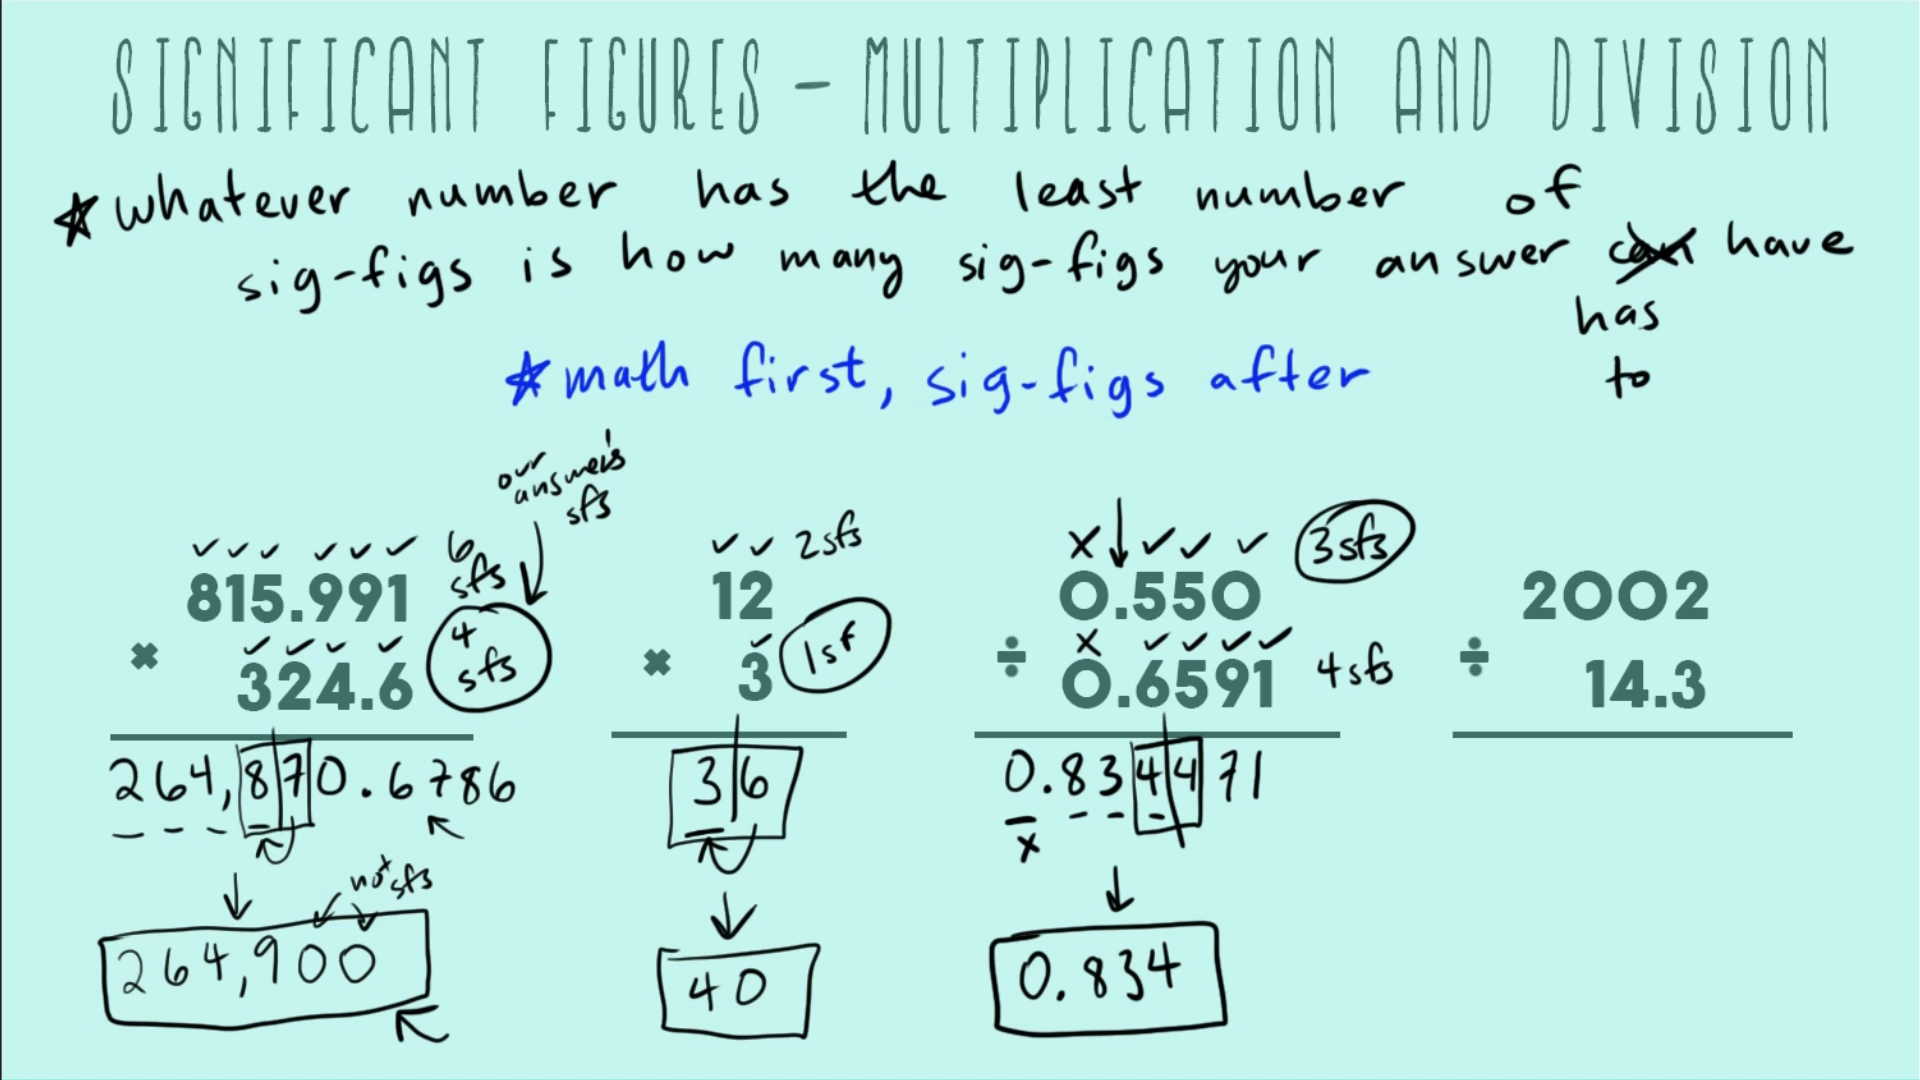 SIGNIFICANT FIGURES - MULTIPLICATION AND DIVISION
★ whatever number has the least number of
sig-figs is how many sig-figs your answer can have
has
to
★ math first, sig-figs after
our
answer's
sfs
✓ ✓ ✓ ✓ ✓ ✓ 6
sfs
815.991
✓ ✓ ✓ ✓ 4
sfs
× 324.6
264,870.6786
not sfs
264,900
✓ ✓ 2sfs
12
✓ 1sf
× 3
36
40
x ↓ ✓ ✓ ✓ 3sfs
0.550
x ✓ ✓ ✓ ✓
÷ 0.6591 4sfs
0.834471
x
0.834
2002
÷ 14.3